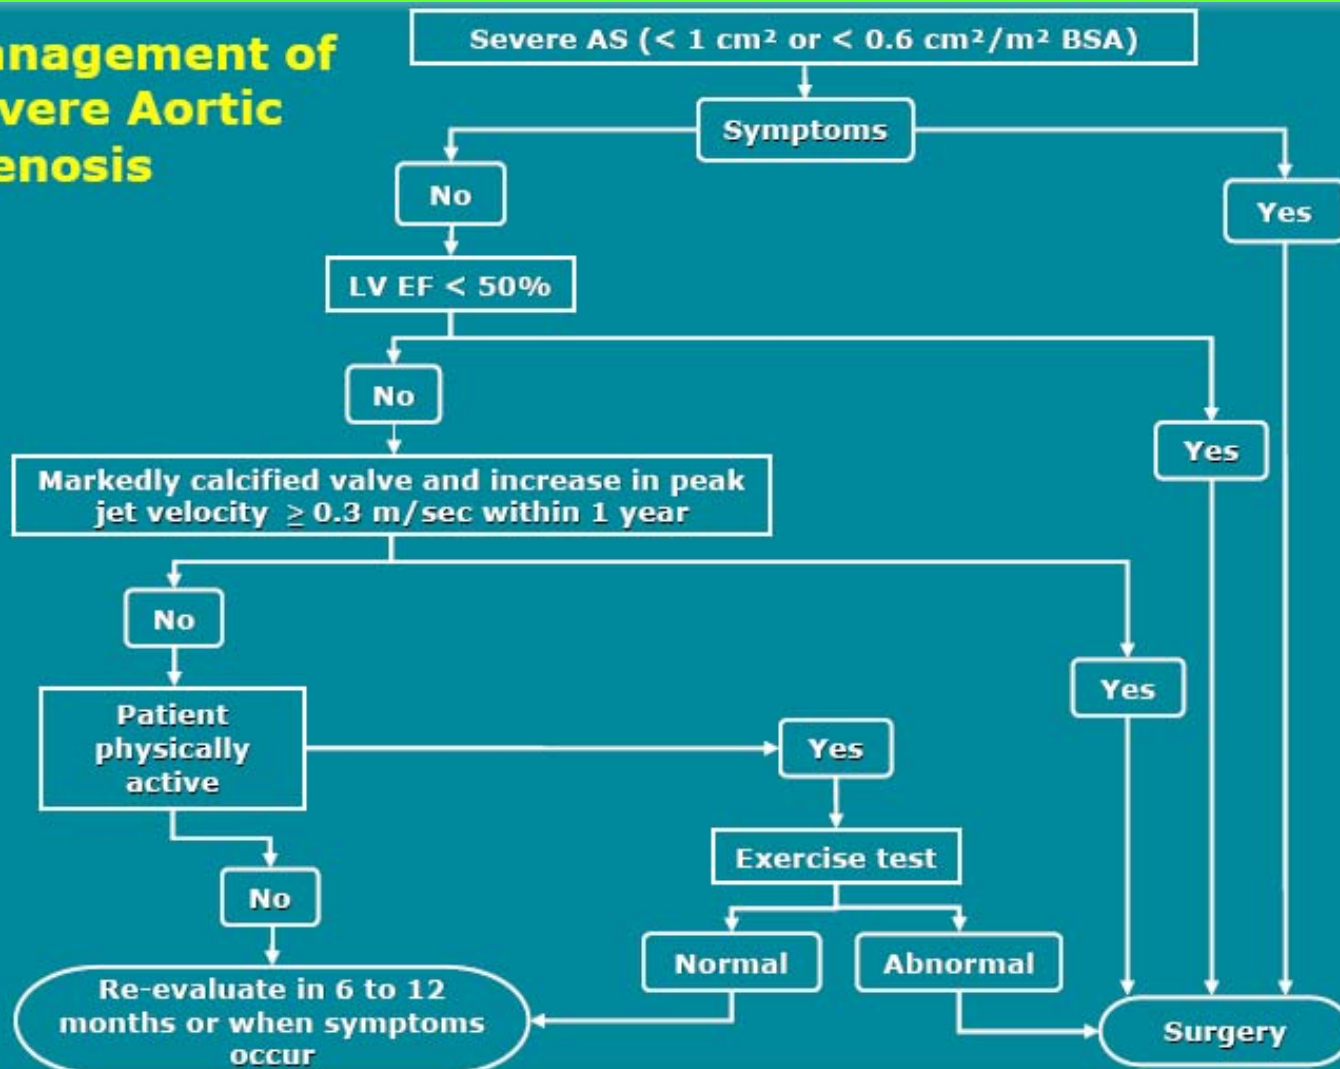 anagement of
vere Aortic
enosis
Severe AS (< 1 cm² or < 0.6 cm²/m² BSA)
Symptoms
No
Yes
LV EF < 50%
No
Yes
Markedly calcified valve and increase in peak
jet velocity ≥ 0.3 m/sec within 1 year
No
Yes
Patient
physically
active
Yes
Exercise test
No
Normal
Abnormal
Re-evaluate in 6 to 12
months or when symptoms
occur
Surgery